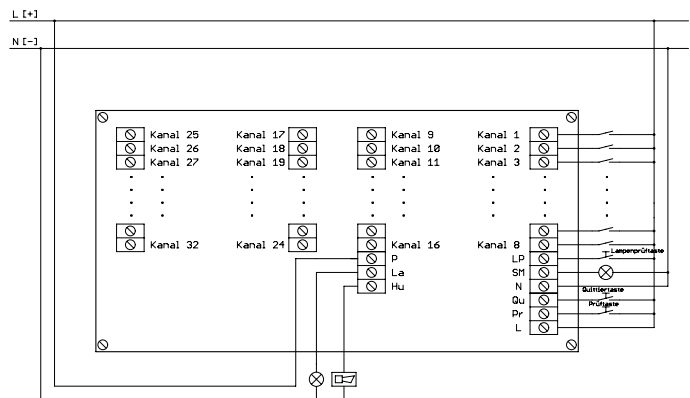 L [+]
N [-]
Kanal 25 Kanal 17 Kanal 9 Kanal 1
Kanal 26 Kanal 18 Kanal 10 Kanal 2
Kanal 27 Kanal 19 Kanal 11 Kanal 3
Kanal 32 Kanal 24 Kanal 16 Kanal 8
Lampenprüftaste
P LP
La SM
Hu N
Quittiertaste
Qu
Prüftaste
Pr
L